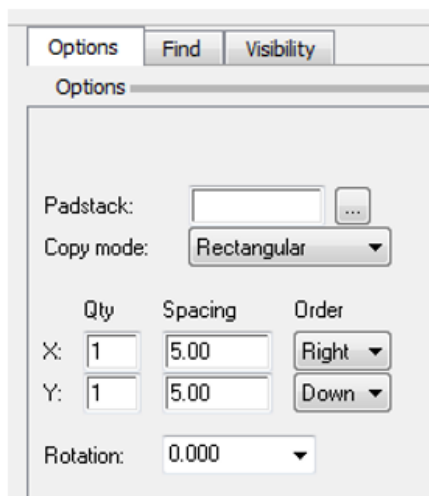 Options Find Visibility
Options
Padstack: ...
Copy mode: Rectangular
Qty Spacing Order
X: 1 5.00 Right
Y: 1 5.00 Down
Rotation: 0.000